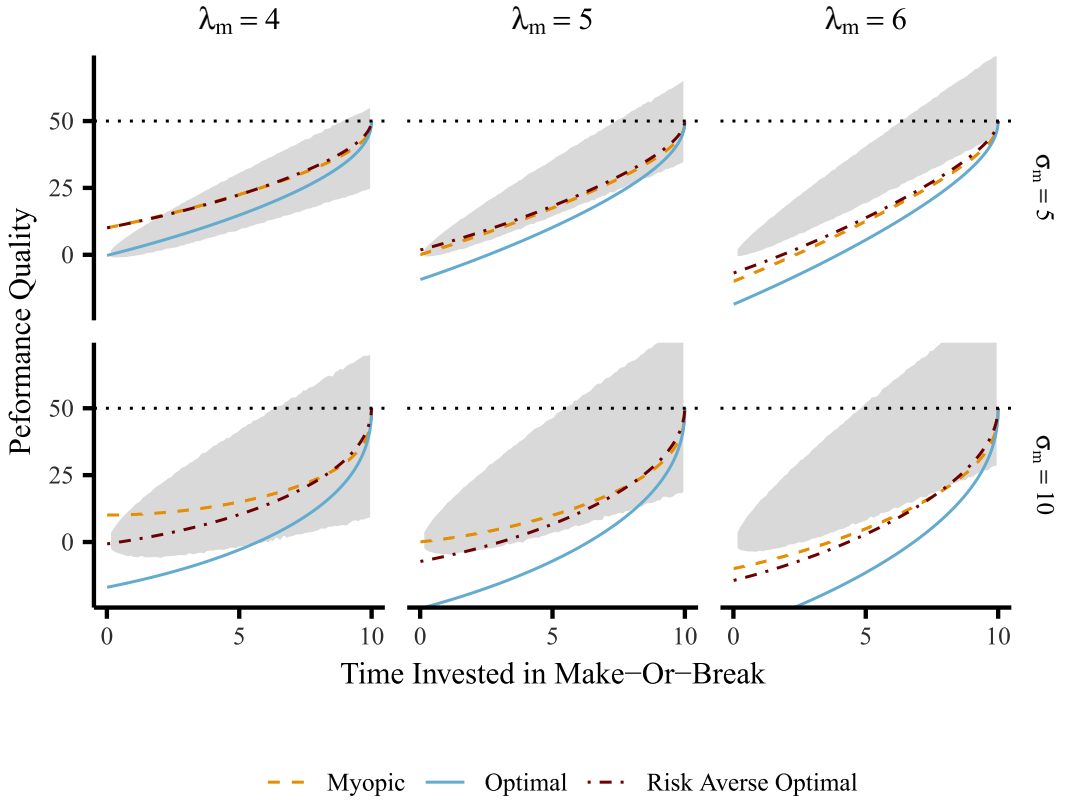 λm = 4
λm = 5
λm = 6
50
25
0
σm = 5
Peformance Quality
50
25
0
σm = 10
0
5
10
0
5
10
0
5
10
Time Invested in Make−Or−Break
Myopic
Optimal
Risk Averse Optimal